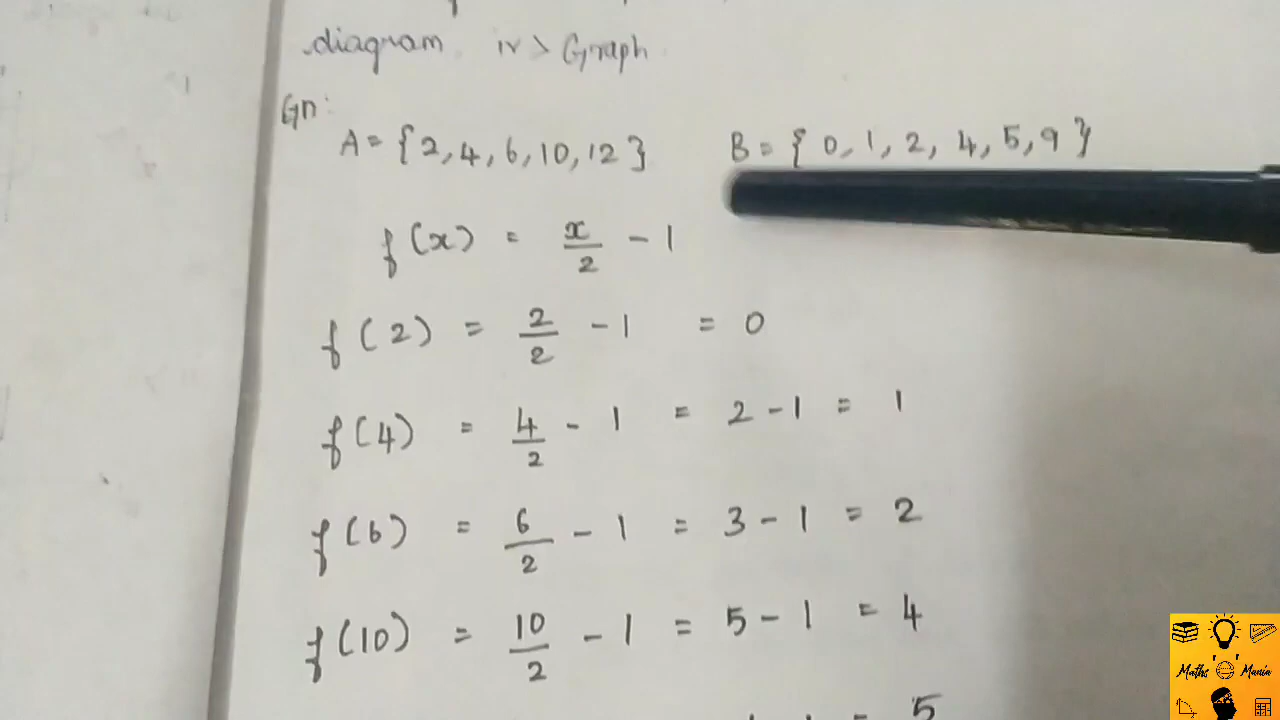 diagram iv> Graph
Gn:
A = {2, 4, 6, 10, 12} B = {0, 1, 2, 4, 5, 9}
f(x) = x/2 - 1
f(2) = 2/2 - 1 = 0
f(4) = 4/2 - 1 = 2 - 1 = 1
f(6) = 6/2 - 1 = 3 - 1 = 2
f(10) = 10/2 - 1 = 5 - 1 = 4
= 5
Maths Mania